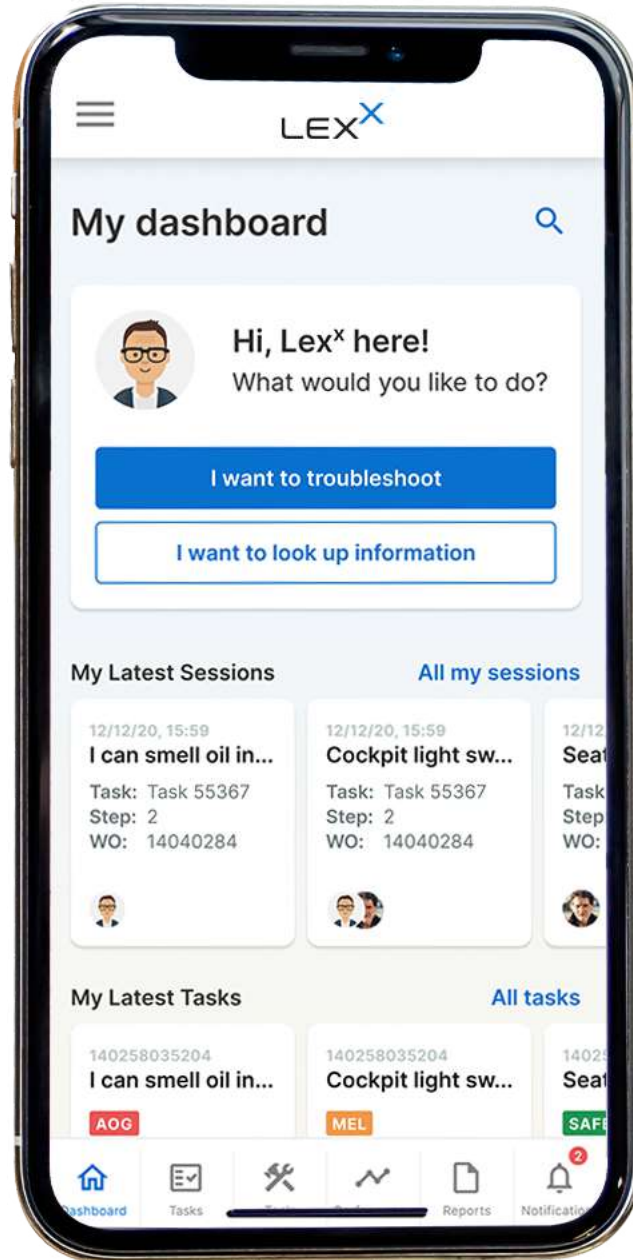 LEXX
My dashboard
Hi, Lexx here!
What would you like to do?
I want to troubleshoot
I want to look up information
My Latest Sessions All my sessions
12/12/20, 15:59 12/12/20, 15:59 12/12
I can smell oil in... Cockpit light sw... Seat
Task: Task 55367 Task: Task 55367 Task
Step: 2 Step: 2 Step
WO: 14040284 WO: 14040284 WO:
My Latest Tasks All tasks
140258035204 140258035204 1402
I can smell oil in... Cockpit light sw... Seat
AOG MEL SAFE
2
ashboard Tasks Reports Notification